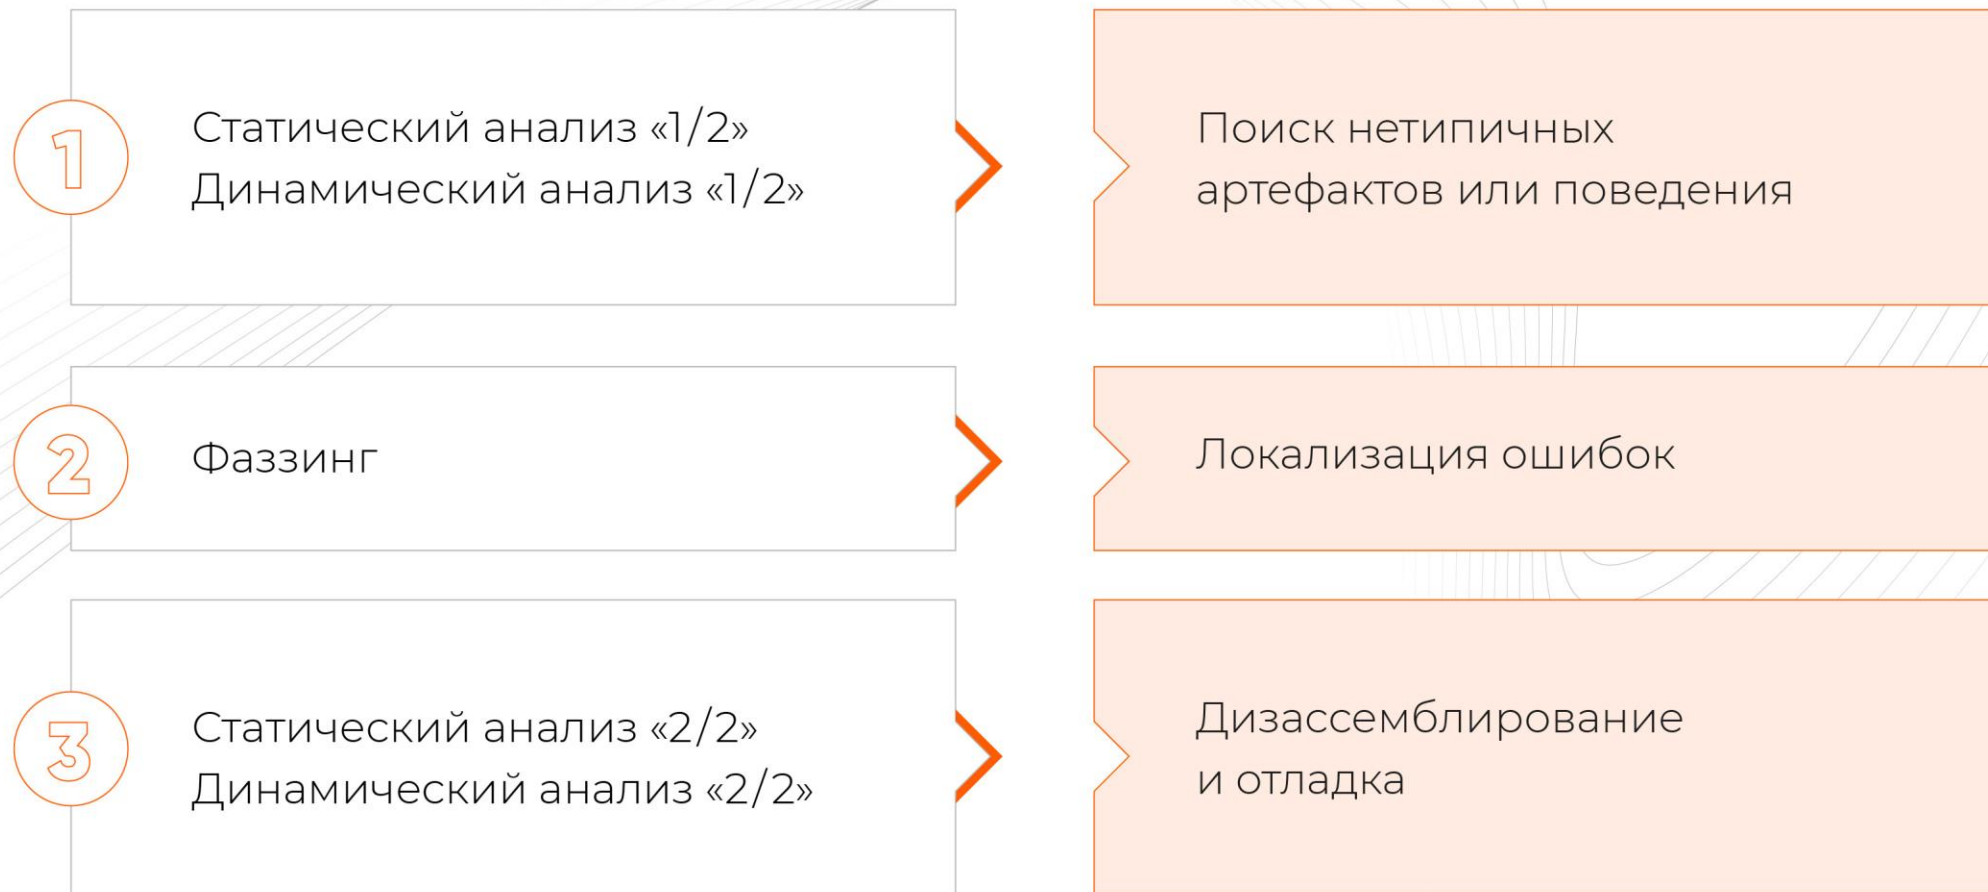 1
Статический анализ «1/2»
Динамический анализ «1/2»
Поиск нетипичных
артефактов или поведения
2
Фаззинг
Локализация ошибок
3
Статический анализ «2/2»
Динамический анализ «2/2»
Дизассемблирование
и отладка